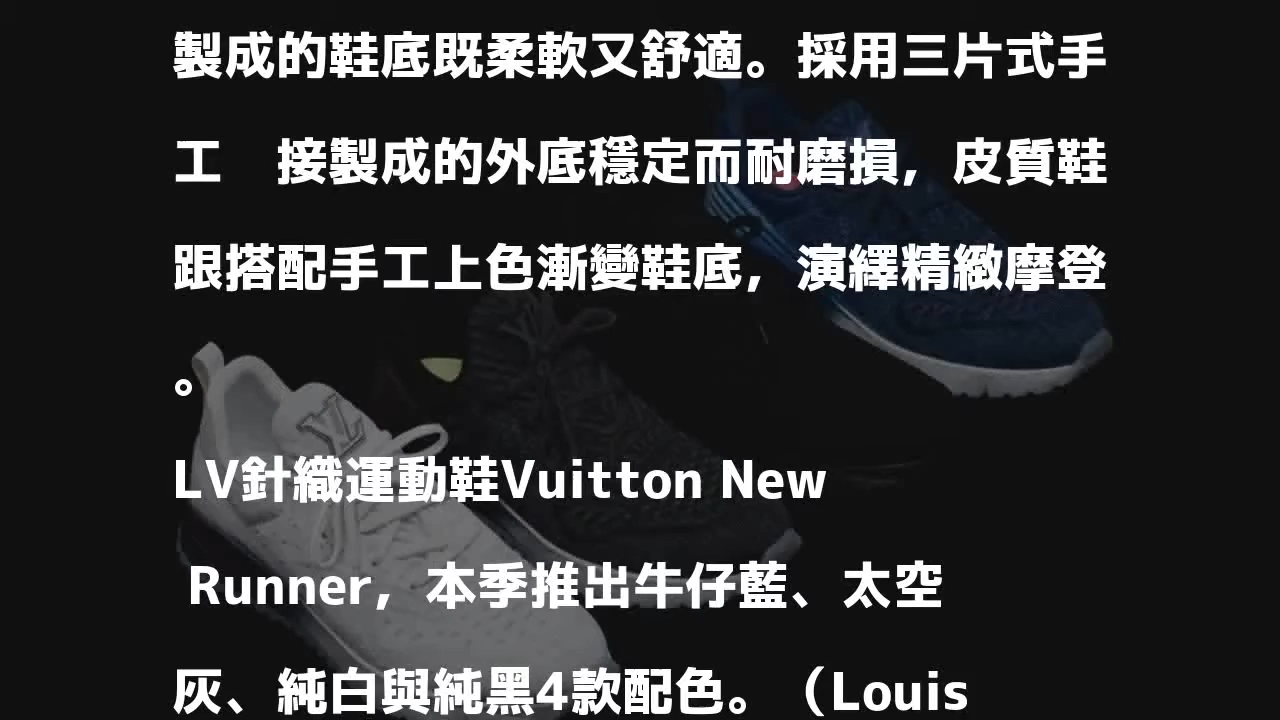 製成的鞋底既柔軟又舒適。採用三片式手
工　接製成的外底穩定而耐磨損，皮質鞋
跟搭配手工上色漸變鞋底，演繹精緻摩登
。
LV針織運動鞋Vuitton New
Runner，本季推出牛仔藍、太空
灰、純白與純黑4款配色。（Louis
LV